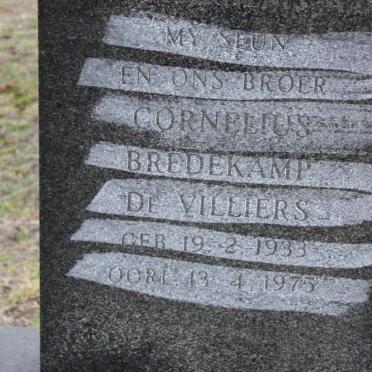 MY SEUN
EN ONS BROER
CORNELIUS
BREDEKAMP
DE VILLIERS
GEB. 19. 2. 1933
OORL. 13. 4. 1975